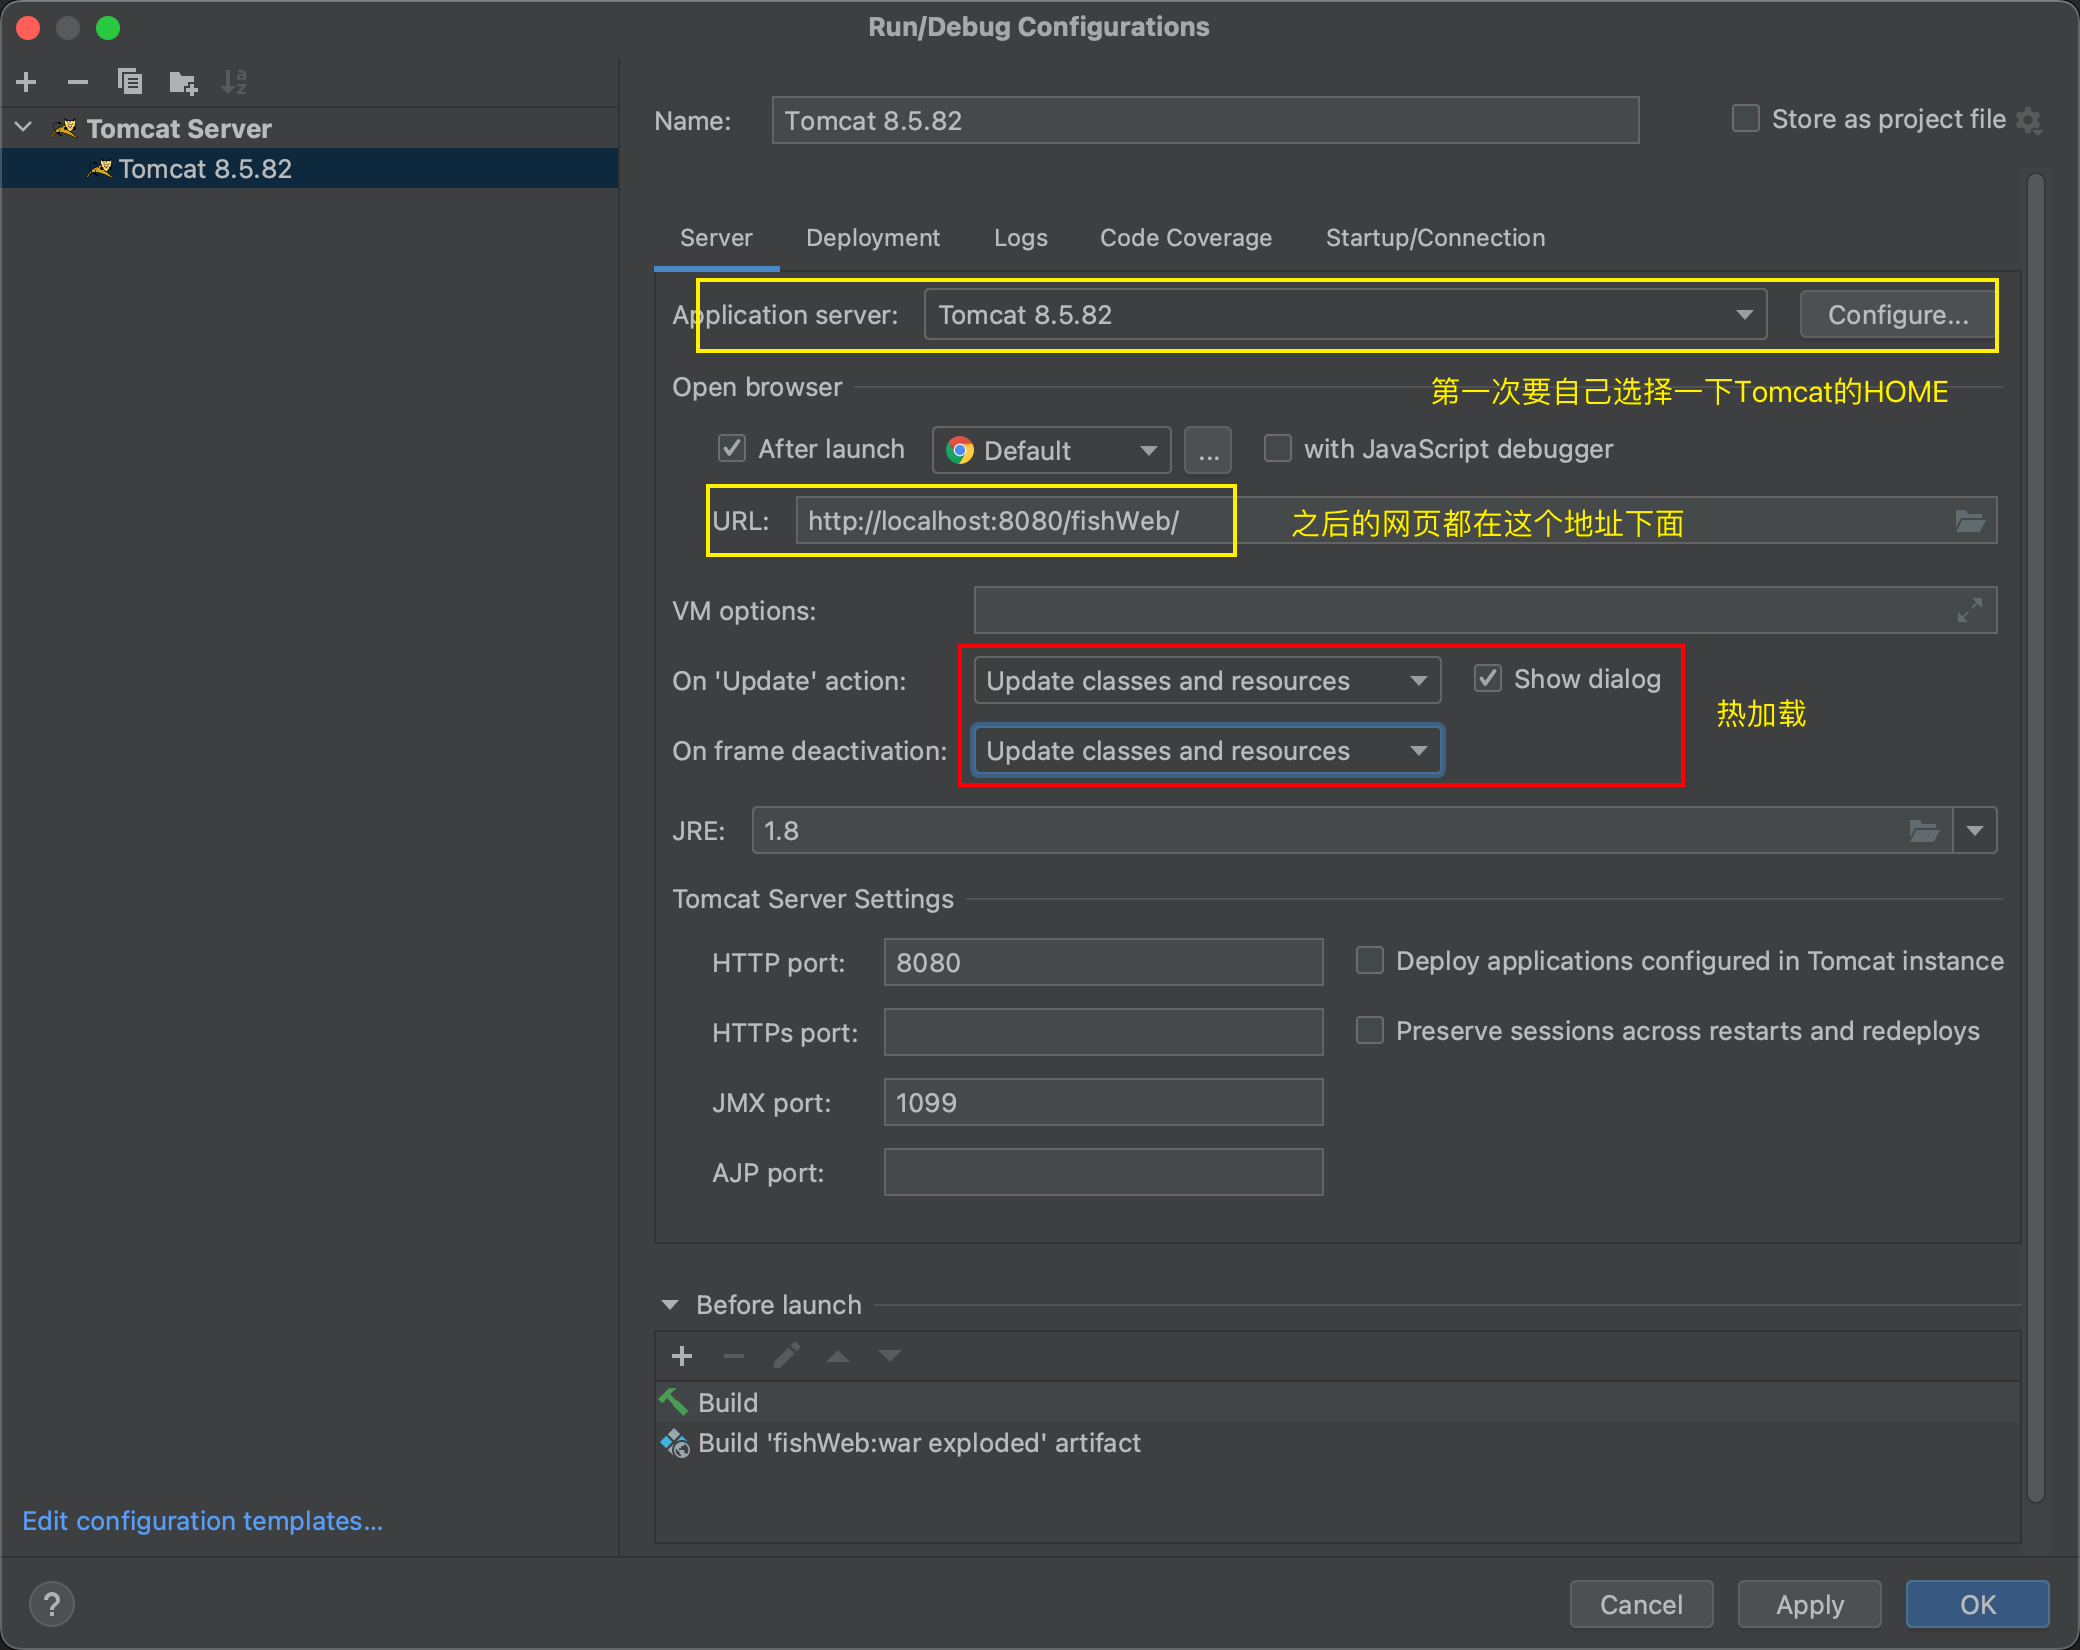 Run/Debug Configurations
Tomcat Server
Tomcat 8.5.82
Edit configuration templates...
Name: Tomcat 8.5.82 Store as project file
Server Deployment Logs Code Coverage Startup/Connection
Application server: Tomcat 8.5.82 Configure...
Open browser
第一次要自己选择一下Tomcat的HOME
After launch Default ... with JavaScript debugger
URL: http://localhost:8080/fishWeb/ 之后的网页都在这个地址下面
VM options:
On 'Update' action: Update classes and resources Show dialog
热加载
On frame deactivation: Update classes and resources
JRE: 1.8
Tomcat Server Settings
HTTP port: 8080 Deploy applications configured in Tomcat instance
HTTPs port: Preserve sessions across restarts and redeploys
JMX port: 1099
AJP port:
Before launch
Build
Build 'fishWeb:war exploded' artifact
? Cancel Apply OK